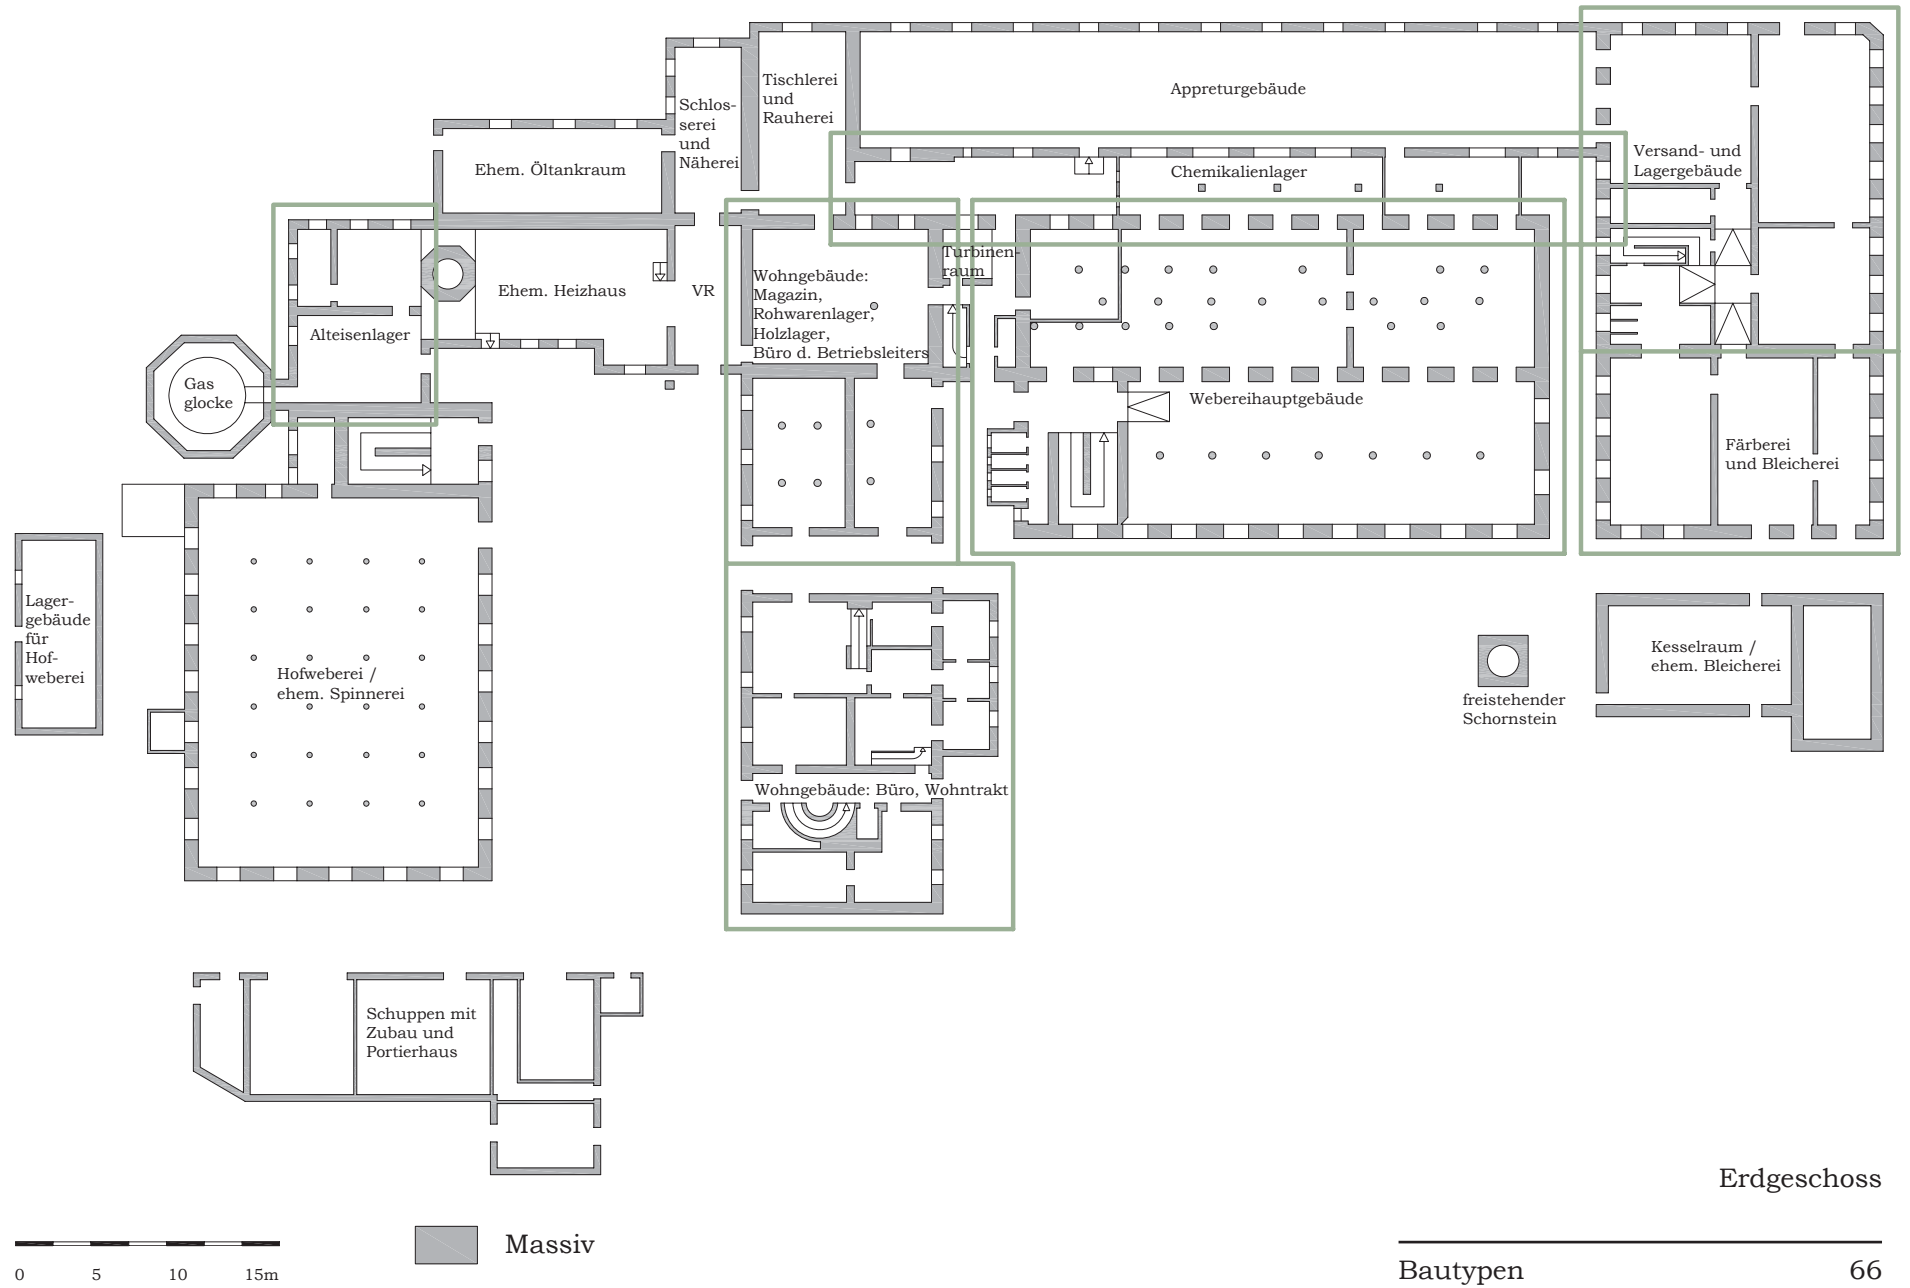 Tischlerei
und
Rauherei
Appreturgebäude
Schlos-
serei
und
Näherei
Ehem. Öltankraum
Chemikalienlager
Versand- und
Lagergebäude
Turbinen-
raum
Wohngebäude:
Magazin,
Rohwarenlager,
Holzlager,
Büro d. Betriebsleiters
Ehem. Heizhaus
VR
Alteisenlager
Gas
glocke
Webereihauptgebäude
Färberei
und Bleicherei
Lager-
gebäude
für
Hof-
weberei
Hofweberei /
ehem. Spinnerei
Kesselraum /
ehem. Bleicherei
freistehender
Schornstein
Wohngebäude: Büro, Wohntrakt
Schuppen mit
Zubau und
Portierhaus
Erdgeschoss
Massiv
0 5 10 15m
Bautypen 66